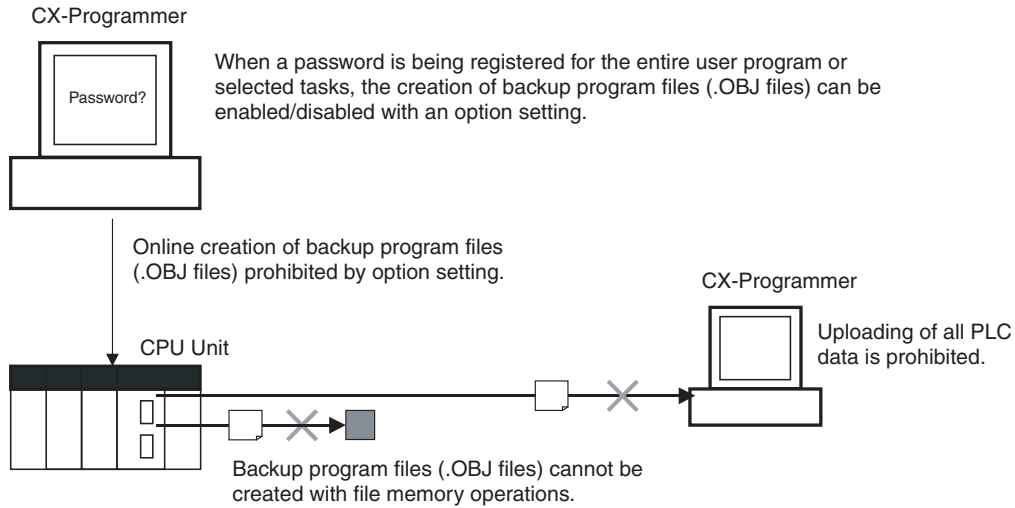 CX-Programmer
Password?
When a password is being registered for the entire user program or
selected tasks, the creation of backup program files (.OBJ files) can be
enabled/disabled with an option setting.
Online creation of backup program files
(.OBJ files) prohibited by option setting.
CX-Programmer
Uploading of all PLC
data is prohibited.
CPU Unit
Backup program files (.OBJ files) cannot be
created with file memory operations.